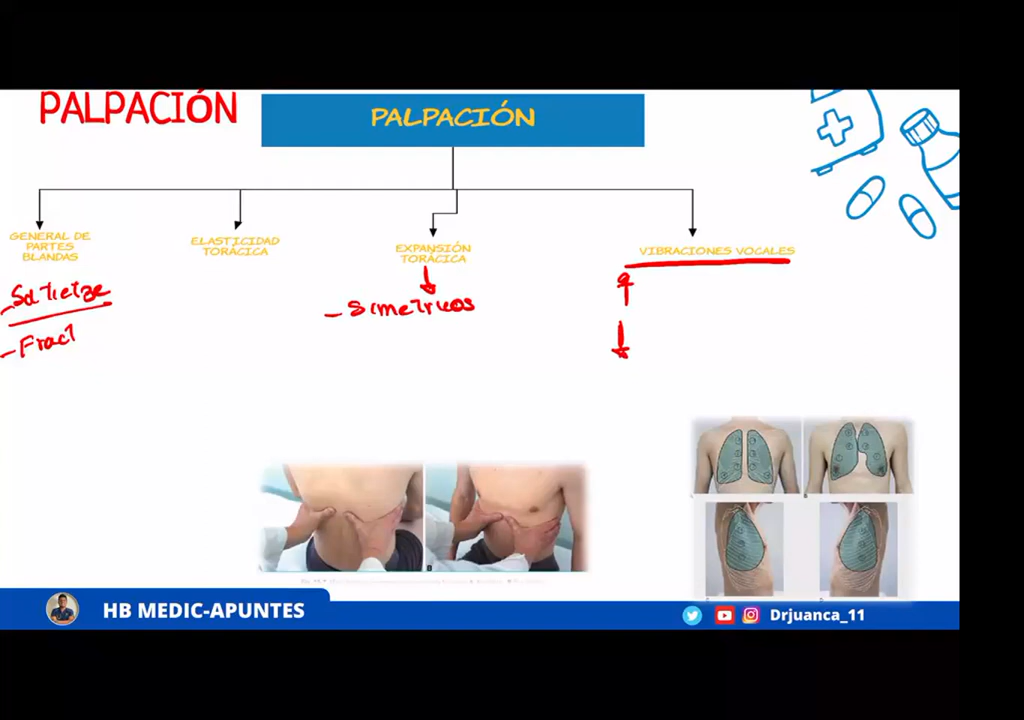 PALPACIÓN
PALPACIÓN
GENERAL DE
PARTES
BLANDAS
ELASTICIDAD
TORÁCICA
EXPANSIÓN
TORÁCICA
VIBRACIONES VOCALES
- Fract
- Simetricos
HB MEDIC-APUNTES
Drjuanca_11